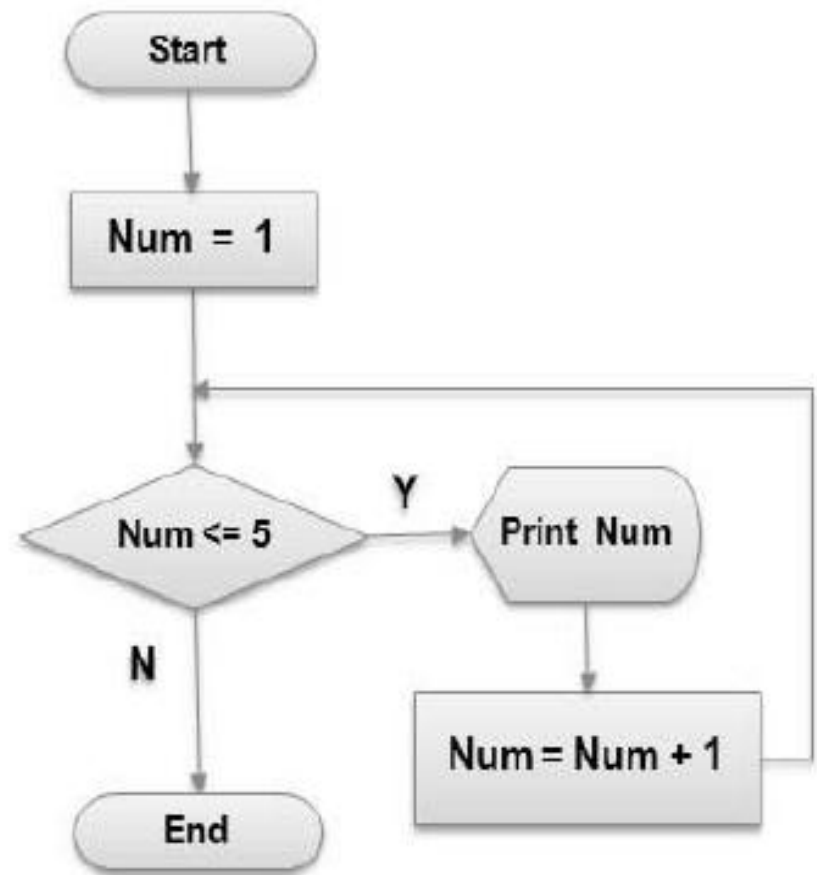 Start
Num = 1
Num <= 5
Y
Print Num
N
Num = Num + 1
End